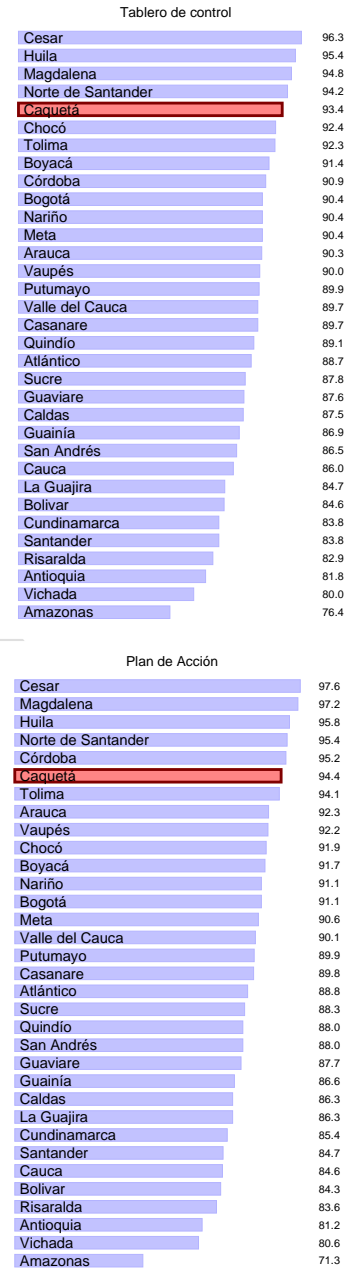 Tablero de control
Cesar 96.3
Huila 95.4
Magdalena 94.8
Norte de Santander 94.2
Caquetá 93.4
Chocó 92.4
Tolima 92.3
Boyacá 91.4
Córdoba 90.9
Bogotá 90.4
Nariño 90.4
Meta 90.4
Arauca 90.3
Vaupés 90.0
Putumayo 89.9
Valle del Cauca 89.7
Casanare 89.7
Quindío 89.1
Atlántico 88.7
Sucre 87.8
Guaviare 87.6
Caldas 87.5
Guainía 86.9
San Andrés 86.5
Cauca 86.0
La Guajira 84.7
Bolivar 84.6
Cundinamarca 83.8
Santander 83.8
Risaralda 82.9
Antioquia 81.8
Vichada 80.0
Amazonas 76.4
Plan de Acción
Cesar 97.6
Magdalena 97.2
Huila 95.8
Norte de Santander 95.4
Córdoba 95.2
Caquetá 94.4
Tolima 94.1
Arauca 92.3
Vaupés 92.2
Chocó 91.9
Boyacá 91.7
Nariño 91.1
Bogotá 91.1
Meta 90.6
Valle del Cauca 90.1
Putumayo 89.9
Casanare 89.8
Atlántico 88.8
Sucre 88.3
Quindío 88.0
San Andrés 88.0
Guaviare 87.7
Guainía 86.6
Caldas 86.3
La Guajira 86.3
Cundinamarca 85.4
Santander 84.7
Cauca 84.6
Bolivar 84.3
Risaralda 83.6
Antioquia 81.2
Vichada 80.6
Amazonas 71.3